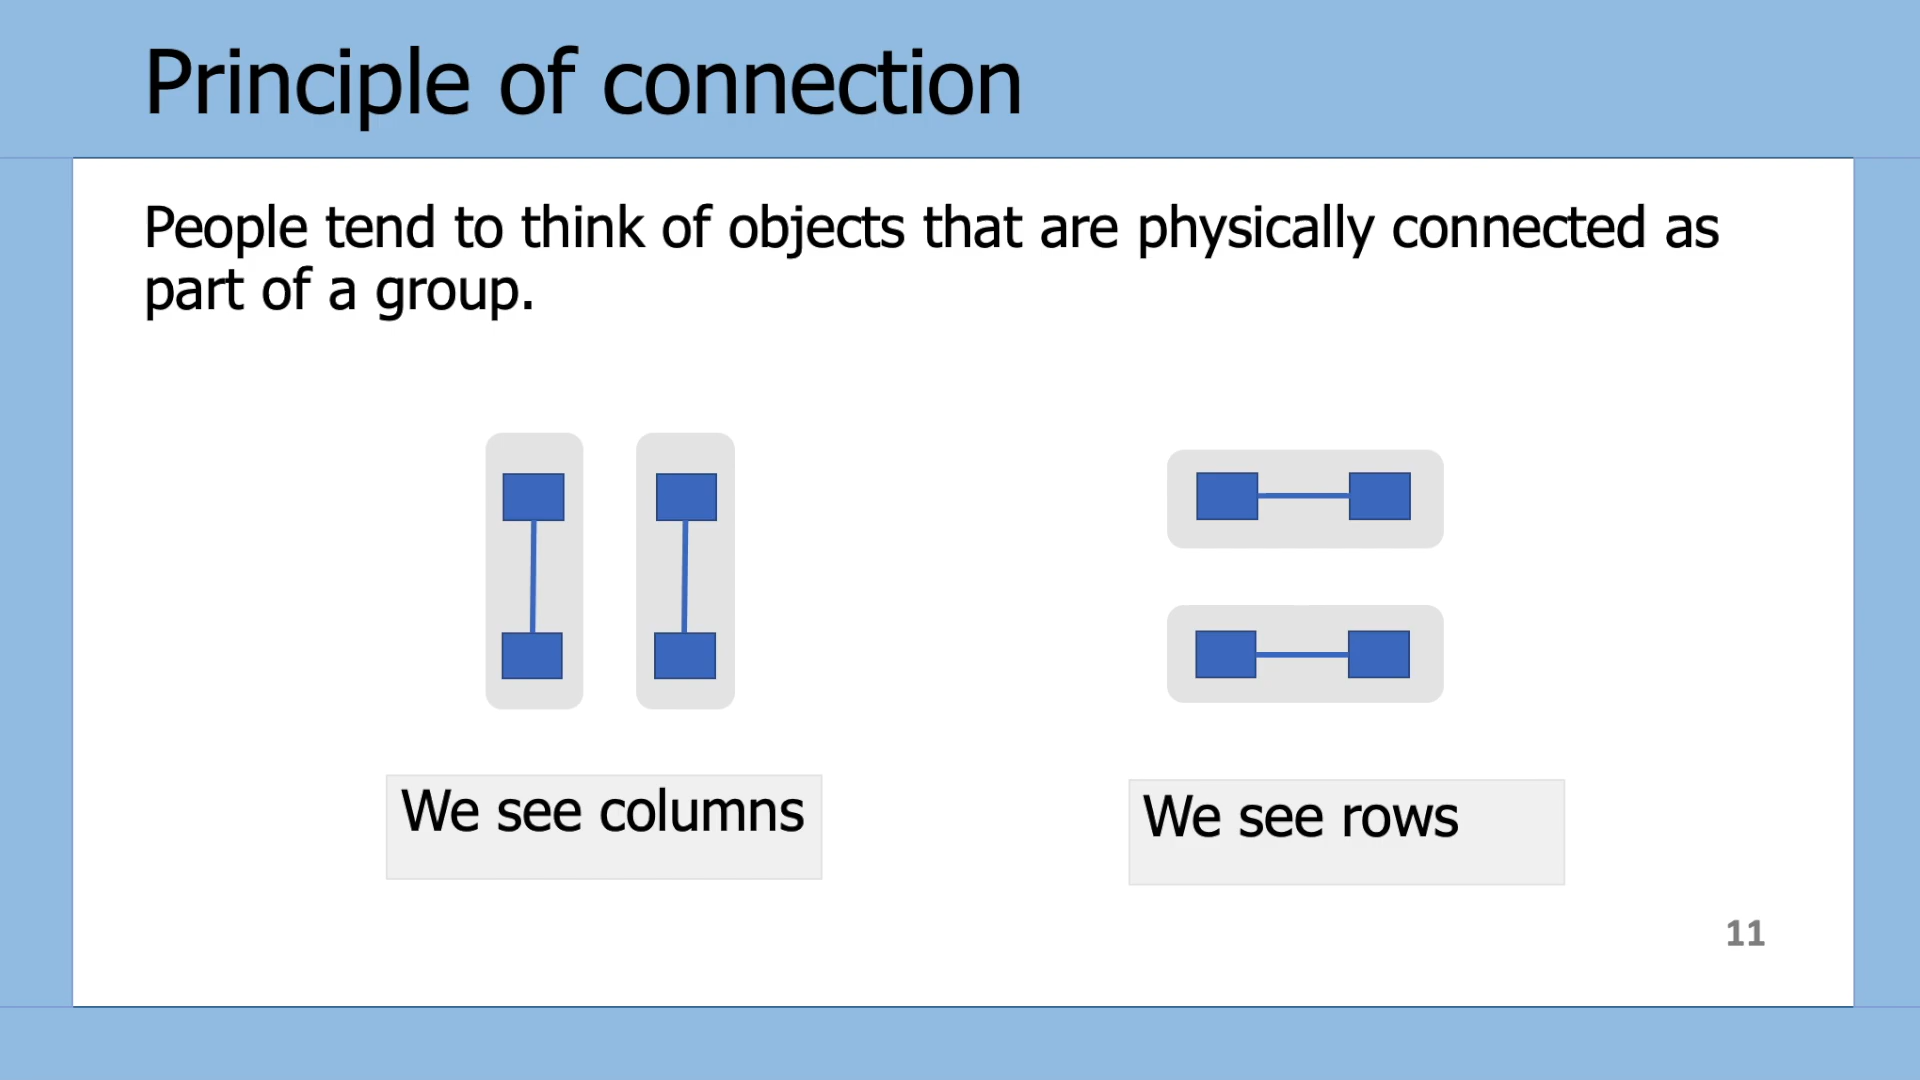 Principle of connection
People tend to think of objects that are physically connected as
part of a group.
We see columns
We see rows
11